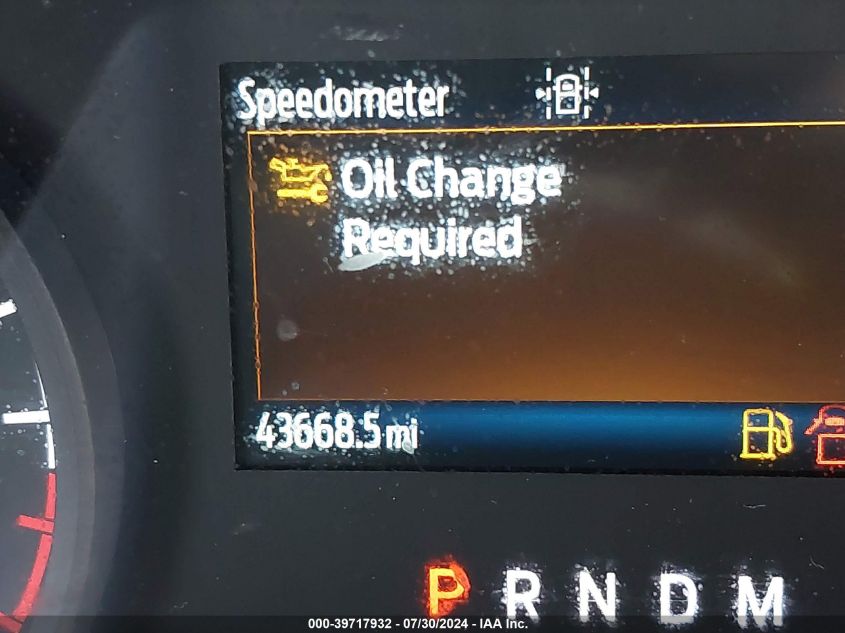 Speedometer
Oil Change
Required
43668.5 mi
P R N D M
000-39717932 - 07/30/2024 - IAA Inc.